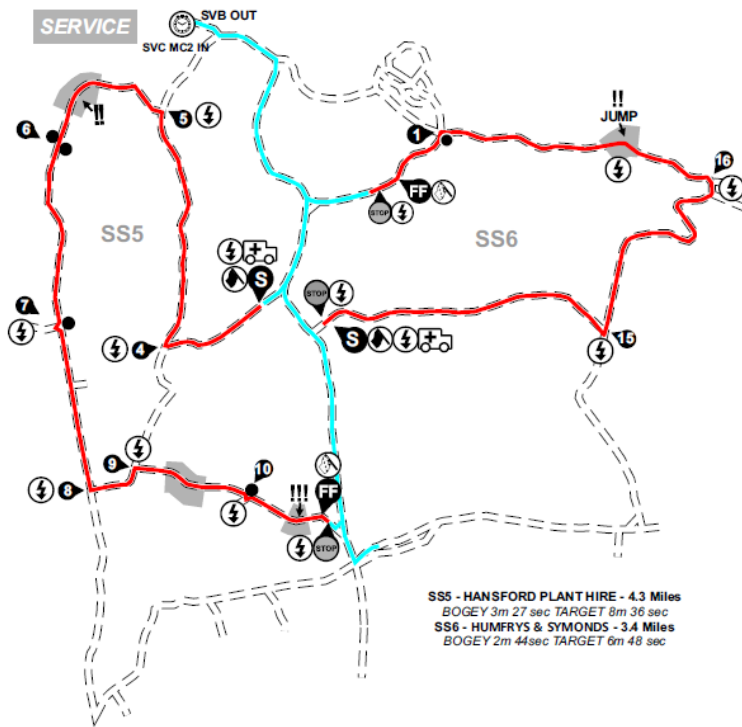 SERVICE
SVB OUT
SVC MC2 IN
6
!!
5
1
!!
JUMP
16
FF
STOP
SS5
SS6
S
STOP
7
4
S
15
9
10
8
!!!
FF
STOP
SS5 - HANSFORD PLANT HIRE - 4.3 Miles
BOGEY 3m 27 sec TARGET 8m 36 sec
SS6 - HUMFRYS & SYMONDS - 3.4 Miles
BOGEY 2m 44sec TARGET 6m 48 sec